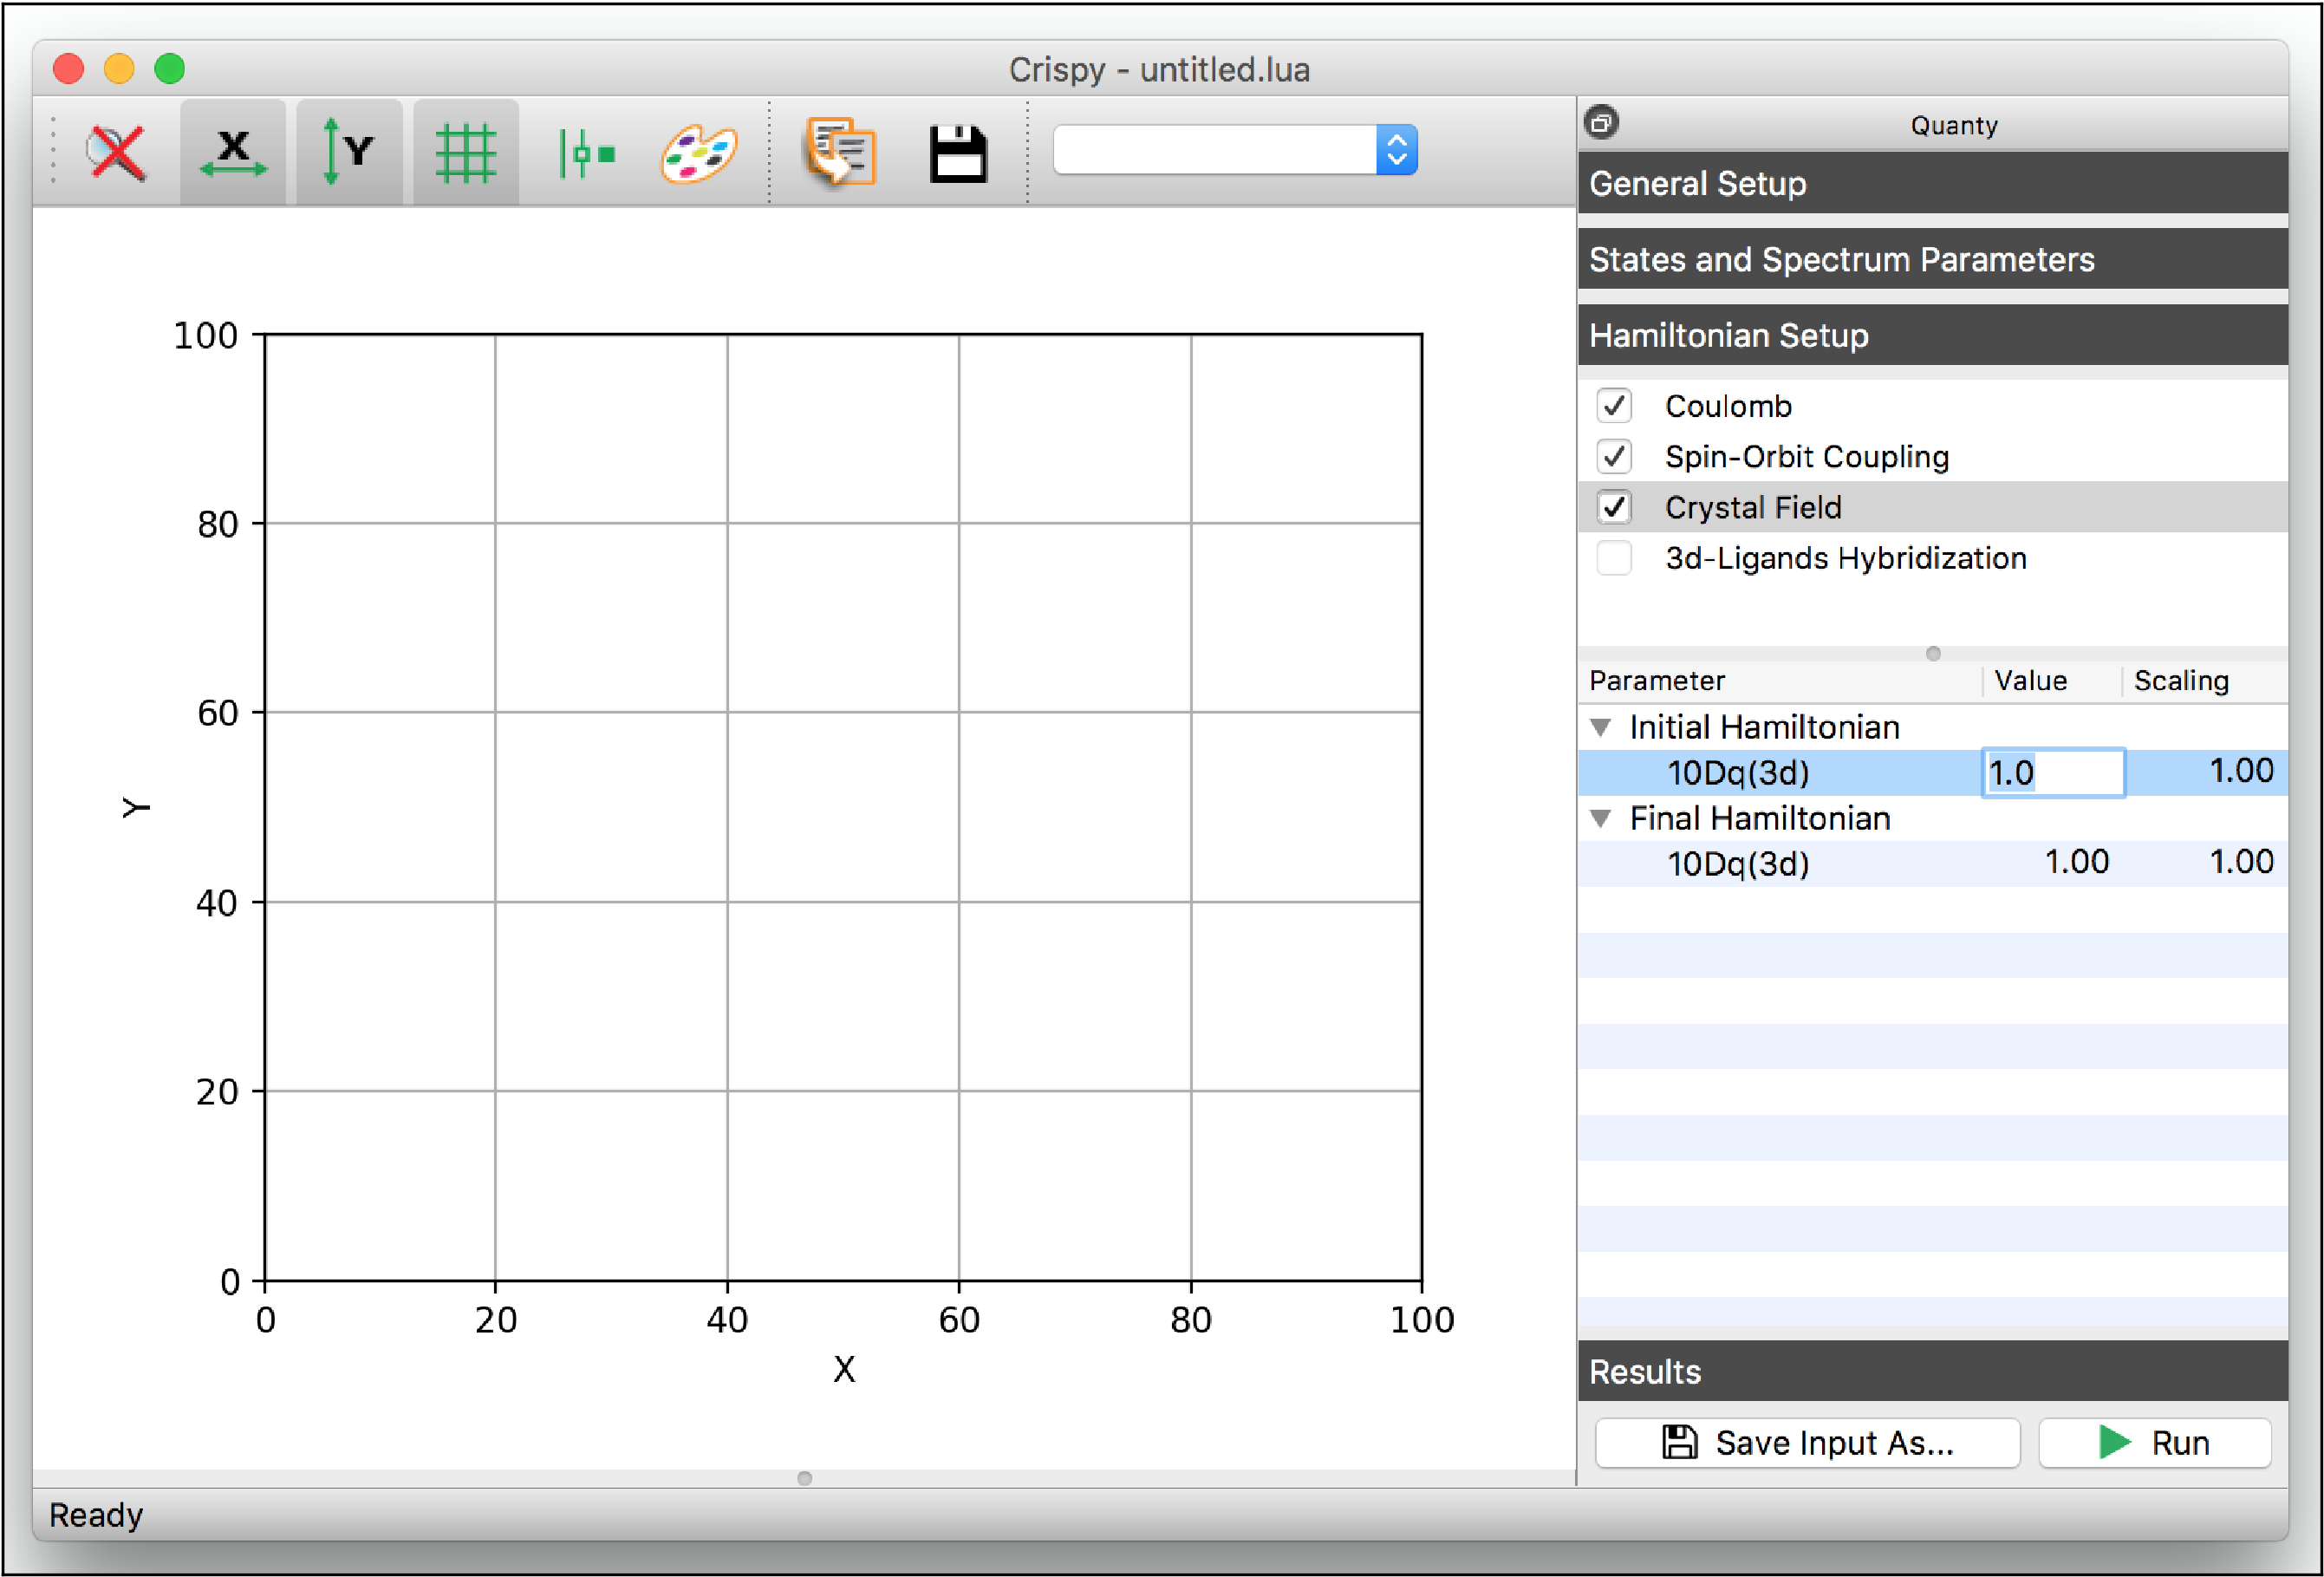 Crispy - untitled.lua
X
Y
Quanty
General Setup
States and Spectrum Parameters
Hamiltonian Setup
Coulomb
Spin-Orbit Coupling
Crystal Field
3d-Ligands Hybridization
Parameter Value Scaling
Initial Hamiltonian
10Dq(3d) 1.0 1.00
Final Hamiltonian
10Dq(3d) 1.00 1.00
Results
Save Input As... Run
100
80
60
40
20
0
Y
0 20 40 60 80 100
X
Ready